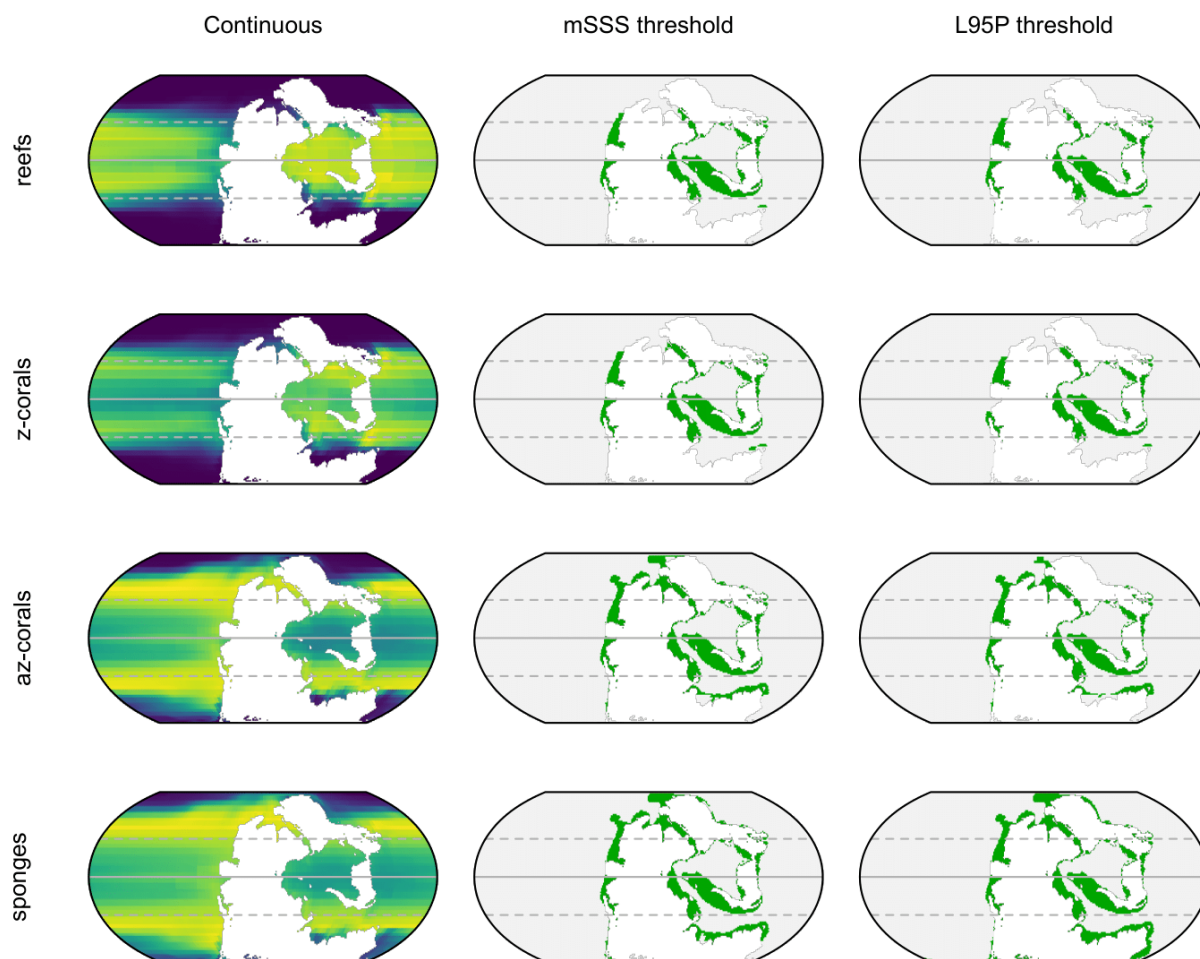 Continuous
mSSS threshold
L95P threshold
reefs
z-corals
az-corals
sponges